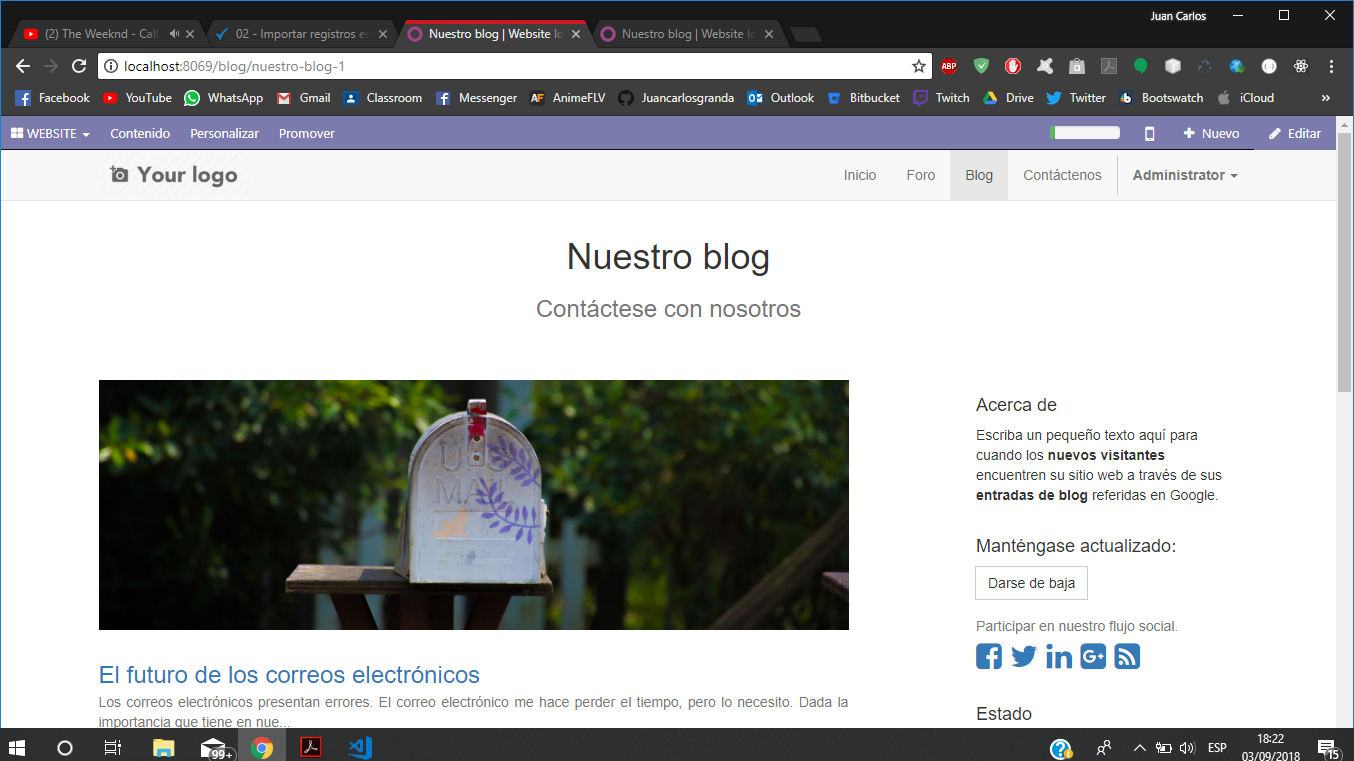 Juan Carlos
(2) The Weeknd - Call
02 - Importar registros en
Nuestro blog | Website lo
Nuestro blog | Website lo
localhost:8069/blog/nuestro-blog-1
ABP
Facebook YouTube WhatsApp Gmail Classroom Messenger AF AnimeFLV Juancarlosgranda Outlook Bitbucket Twitch Drive Twitter Bootswatch iCloud »
WEBSITE Contenido Personalizar Promover + Nuevo Editar
Your logo Inicio Foro Blog Contáctenos Administrator
Nuestro blog
Contáctese con nosotros
U.S.
MAIL
Acerca de
Escriba un pequeño texto aquí para
cuando los nuevos visitantes
encuentren su sitio web a través de sus
entradas de blog referidas en Google.
Manténgase actualizado:
Darse de baja
Participar en nuestro flujo social.
Estado
El futuro de los correos electrónicos
Los correos electrónicos presentan errores. El correo electrónico me hace perder el tiempo, pero lo necesito. Dada la
importancia que tiene en nue...
99+
ESP
18:22
03/09/2018
15